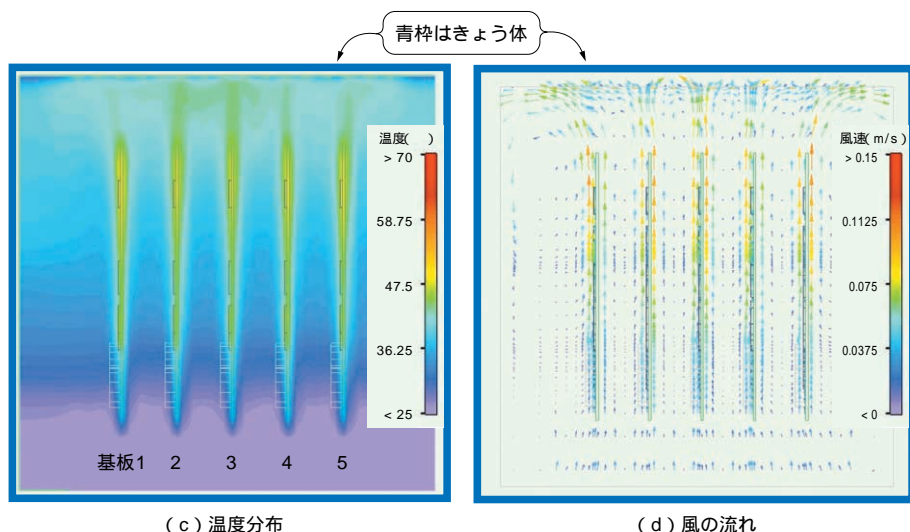 青枠はきょう体
温度( )
> 70
58.75
47.5
36.25
< 25
基板1 2 3 4 5
(c)温度分布
風速(m/s)
> 0.15
0.1125
0.075
0.0375
< 0
(d)風の流れ